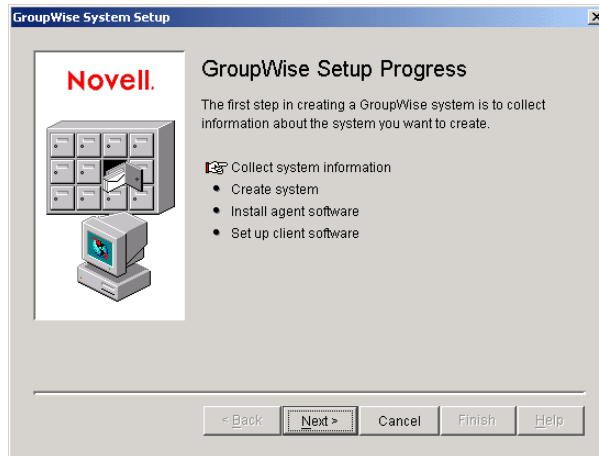 GroupWise System Setup
Novell.
GroupWise Setup Progress
The first step in creating a GroupWise system is to collect
information about the system you want to create.
Collect system information
• Create system
• Install agent software
• Set up client software
< Back
Next >
Cancel
Finish
Help